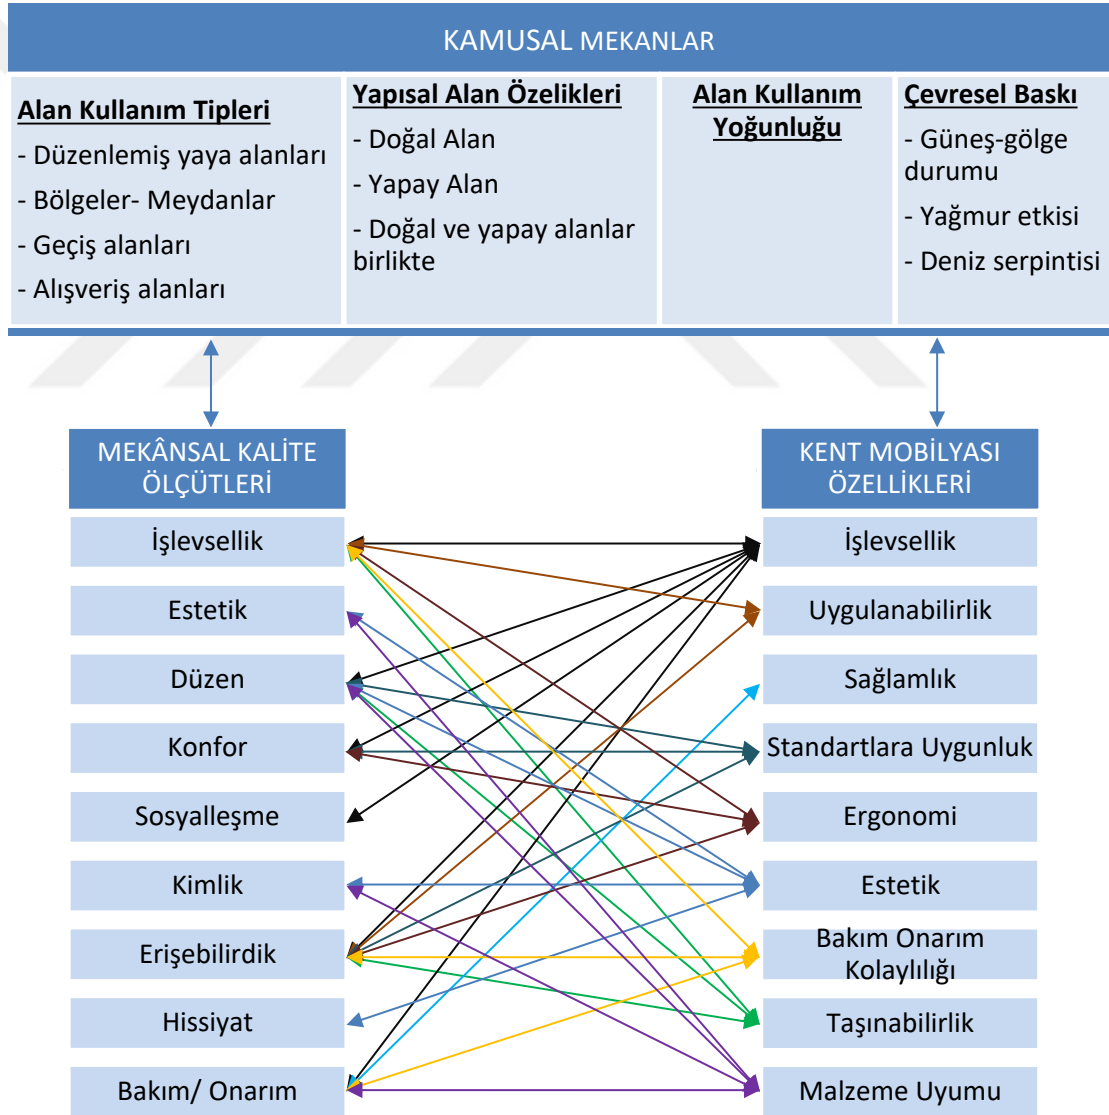 KAMUSAL MEKANLAR
Alan Kullanım Tipleri
- Düzenlemiş yaya alanları
- Bölgeler- Meydanlar
- Geçiş alanları
- Alışveriş alanları
Yapısal Alan Özelikleri
- Doğal Alan
- Yapay Alan
- Doğal ve yapay alanlar
birlikte
Alan Kullanım
Yoğunluğu
Çevresel Baskı
- Güneş-gölge
durumu
- Yağmur etkisi
- Deniz serpintisi
MEKÂNSAL KALİTE
ÖLÇÜTLERİ
İşlevsellik
Estetik
Düzen
Konfor
Sosyalleşme
Kimlik
Erişebilirdik
Hissiyat
Bakım/ Onarım
KENT MOBİLYASI
ÖZELLİKLERİ
İşlevsellik
Uygulanabilirlik
Sağlamlık
Standartlara Uygunluk
Ergonomi
Estetik
Bakım Onarım
Kolaylılığı
Taşınabilirlik
Malzeme Uyumu